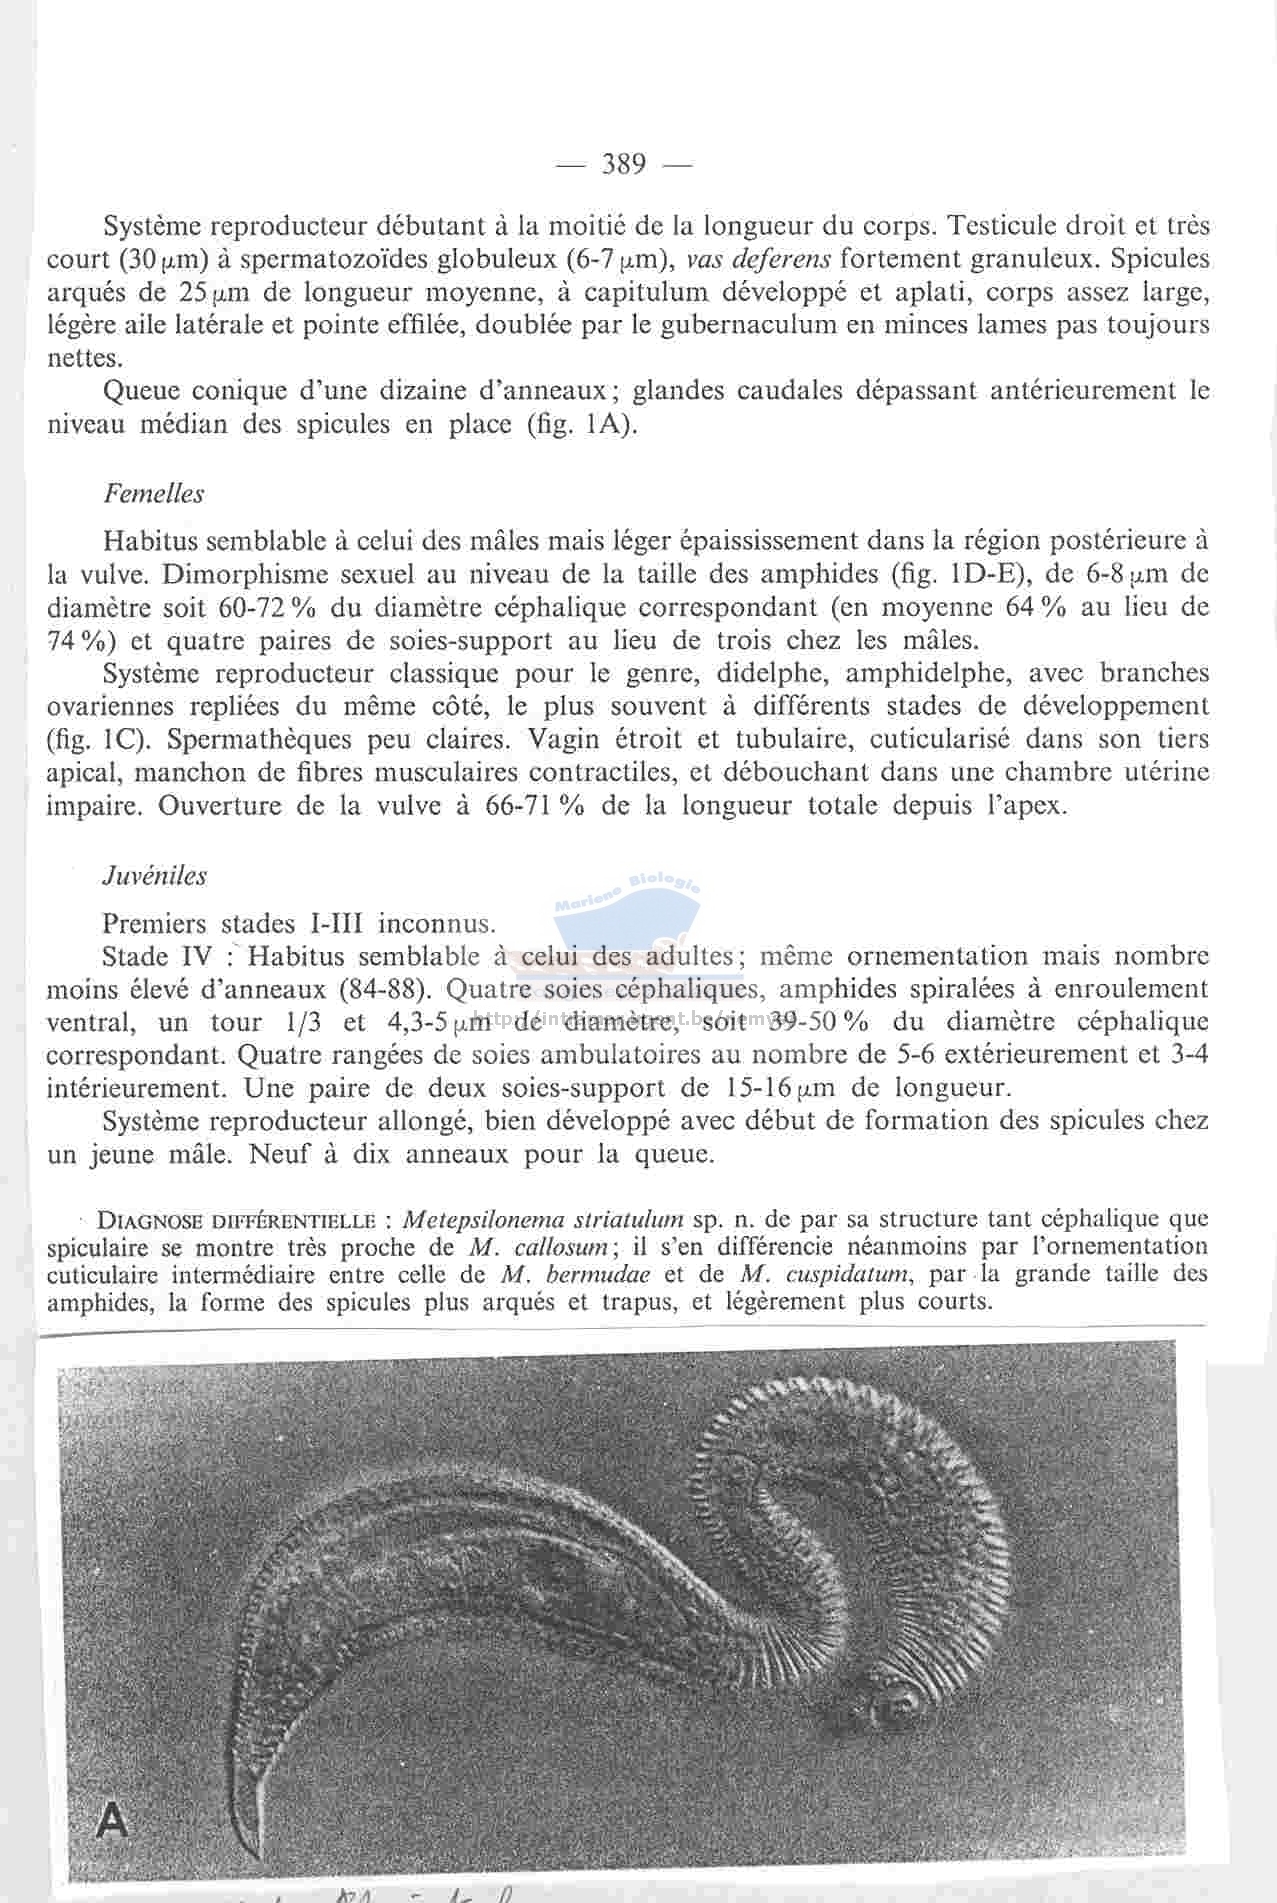 — 389 —
Système reproducteur débutant à la moitié de la longueur du corps. Testicule droit et très
court (30 µm) à spermatozoïdes globuleux (6-7 µm), vas deferens fortement granuleux. Spicules
arqués de 25 µm de longueur moyenne, à capitulum développé et aplati, corps assez large,
légère aile latérale et pointe effilée, doublée par le gubernaculum en minces lames pas toujours
nettes.
Queue conique d'une dizaine d'anneaux; glandes caudales dépassant antérieurement le
niveau médian des spicules en place (fig. 1A).
Femelles
Habitus semblable à celui des mâles mais léger épaississement dans la région postérieure à
la vulve. Dimorphisme sexuel au niveau de la taille des amphides (fig. 1D-E), de 6-8 µm de
diamètre soit 60-72 % du diamètre céphalique correspondant (en moyenne 64 % au lieu de
74 %) et quatre paires de soies-support au lieu de trois chez les mâles.
Système reproducteur classique pour le genre, didelphe, amphidelphe, avec branches
ovariennes repliées du même côté, le plus souvent à différents stades de développement
(fig. 1C). Spermathèques peu claires. Vagin étroit et tubulaire, cuticularisé dans son tiers
apical, manchon de fibres musculaires contractiles, et débouchant dans une chambre utérine
impaire. Ouverture de la vulve à 66-71 % de la longueur totale depuis l'apex.
Juvéniles
Mariene Biologie
Premiers stades I-III inconnus.
Stade IV : Habitus semblable à celui des adultes; même ornementation mais nombre
moins élevé d'anneaux (84-88). Quatre soies céphaliques, amphides spiralées à enroulement
ventral, un tour 1/3 et 4,3-5 µm de diamètre, soit 39-50 % du diamètre céphalique
correspondant. Quatre rangées de soies ambulatoires au nombre de 5-6 extérieurement et 3-4
intérieurement. Une paire de deux soies-support de 15-16 µm de longueur.
Système reproducteur allongé, bien développé avec début de formation des spicules chez
un jeune mâle. Neuf à dix anneaux pour la queue.
DIAGNOSE DIFFÉRENTIELLE : Metepsilonema striatulum sp. n. de par sa structure tant céphalique que
spiculaire se montre très proche de M. callosum; il s'en différencie néanmoins par l'ornementation
cuticulaire intermédiaire entre celle de M. bermudae et de M. cuspidatum, par la grande taille des
amphides, la forme des spicules plus arqués et trapus, et légèrement plus courts.
A